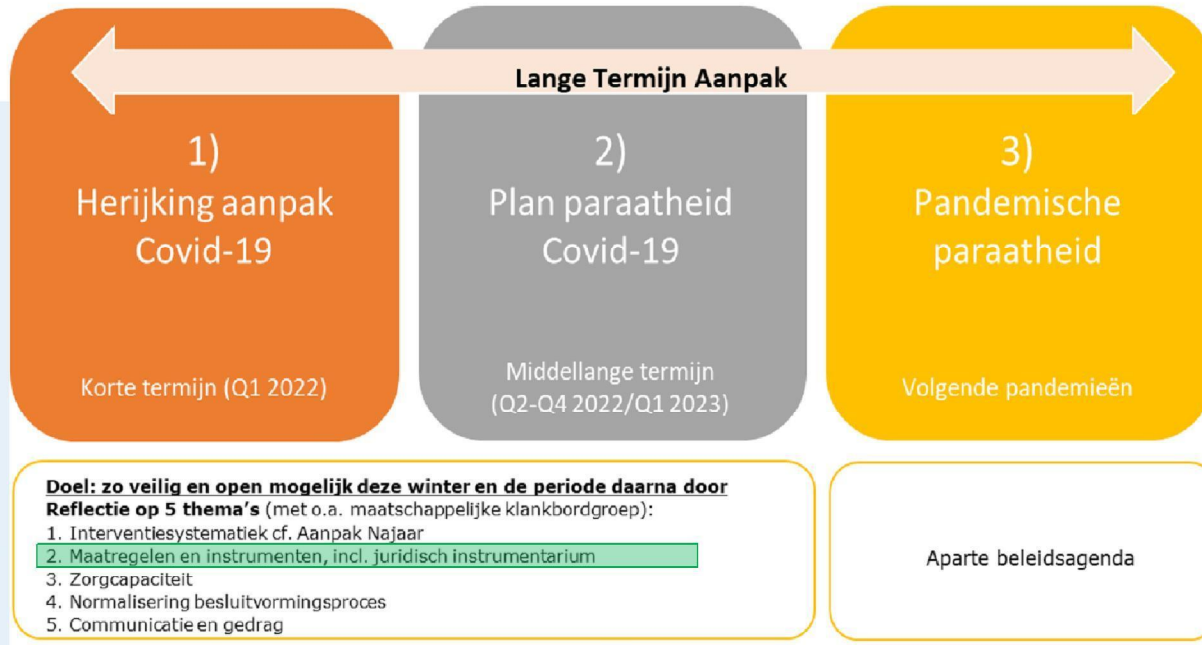 Lange Termijn Aanpak
1)
Herijking aanpak
Covid-19
Korte termijn (Q1 2022)
2)
Plan paraatheid
Covid-19
Middellange termijn
(Q2-Q4 2022/Q1 2023)
3)
Pandemische
paraatheid
Volgende pandemieën
Doel: zo veilig en open mogelijk deze winter en de periode daarna door
Reflectie op 5 thema's (met o.a. maatschappelijke klankbordgroep):
1. Interventiesystematiek cf. Aanpak Najaar
2. Maatregelen en instrumenten, incl. juridisch instrumentarium
3. Zorgcapaciteit
4. Normalisering besluitvormingsproces
5. Communicatie en gedrag
Aparte beleidsagenda